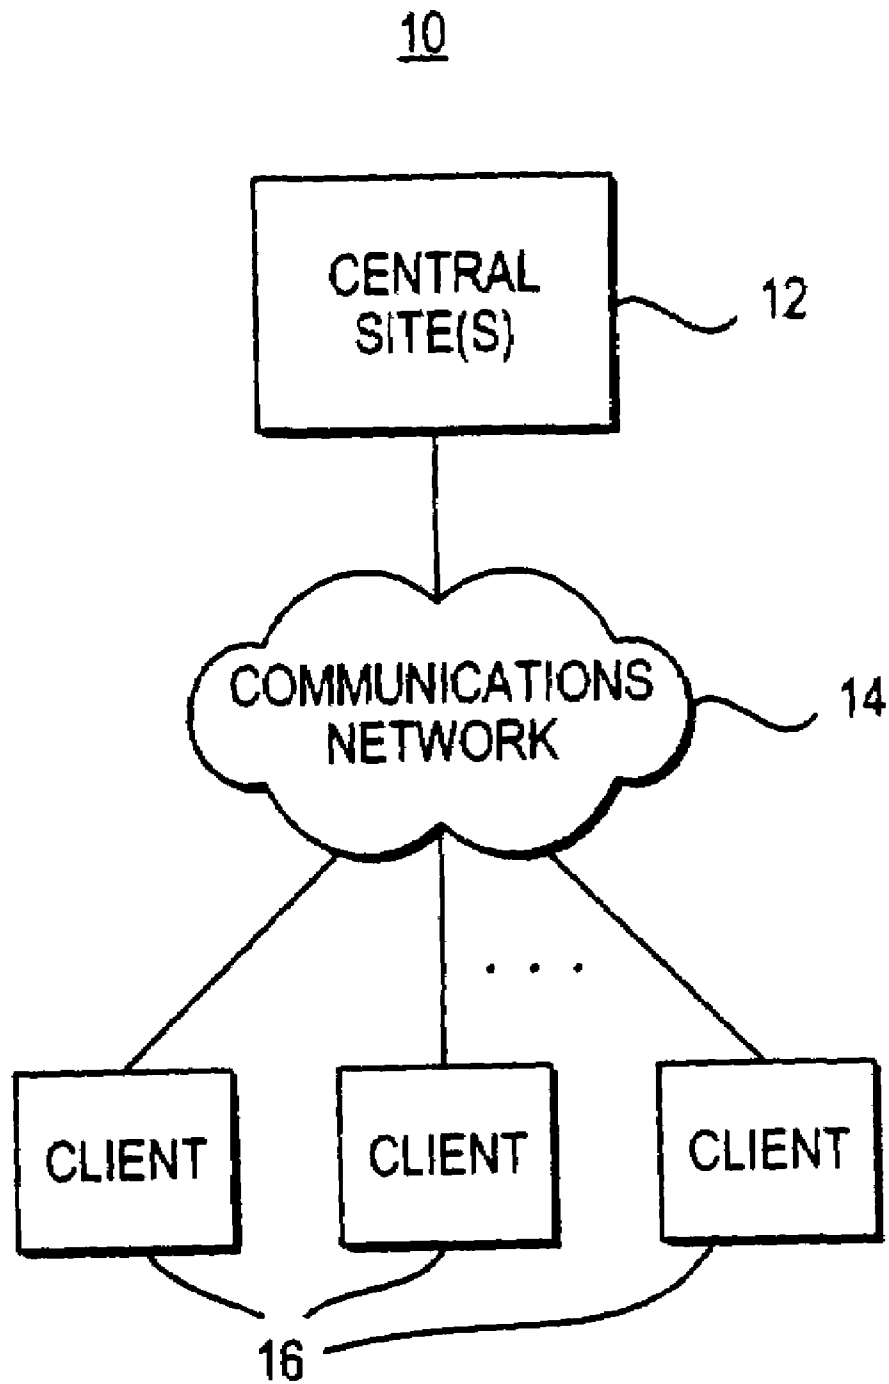 10
CENTRAL
SITE(S)
12
COMMUNICATIONS
NETWORK
14
CLIENT
CLIENT
CLIENT
16